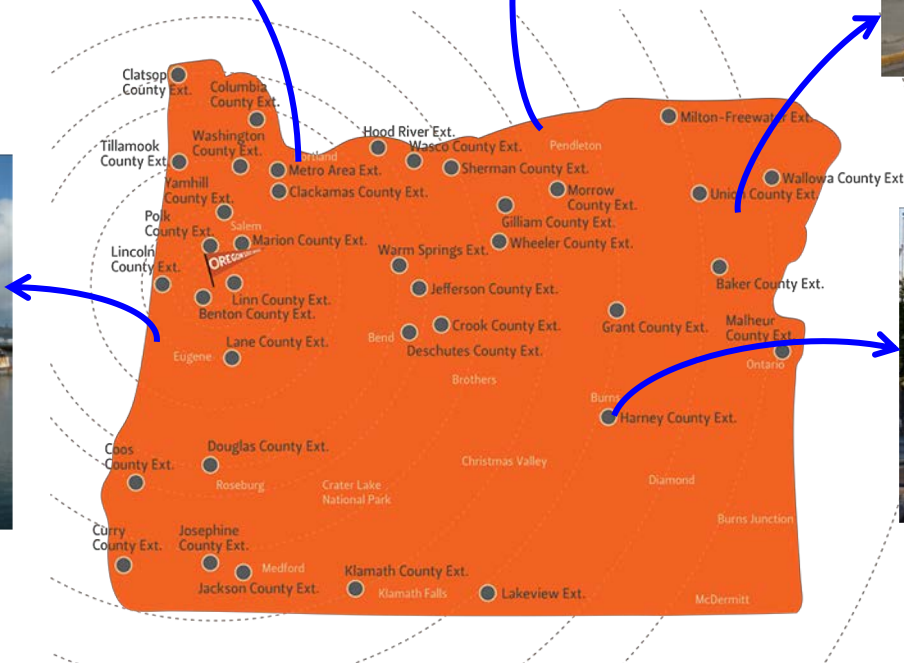 Clatsop
County Ext.
Columbia
County Ext.
Tillamook
County Ext.
Washington
County Ext.
Portland
Metro Area Ext.
Clackamas County Ext.
Yamhill
County Ext.
Polk
County Ext.
Salem
Marion County Ext.
Lincoln
County Ext.
OREGON
Linn County Ext.
Benton County Ext.
Lane County Ext.
Eugene
Hood River Ext.
Wasco County Ext.
Sherman County Ext.
Pendleton
Milton-Freewater Ext.
Morrow
County Ext.
Gilliam County Ext.
Wheeler County Ext.
Union County Ext.
Wallowa County Ext
Baker County Ext.
Warm Springs Ext.
Jefferson County Ext.
Crook County Ext.
Bend
Deschutes County Ext.
Grant County Ext.
Malheur
County Ext.
Ontario
Brothers
Burns
Harney County Ext.
Coos
County Ext.
Douglas County Ext.
Roseburg
Crater Lake
National Park
Christmas Valley
Diamond
Burns Junction
Curry
County Ext.
Josephine
County Ext.
Medford
Jackson County Ext.
Klamath County Ext.
Klamath Falls
Lakeview Ext.
McDermitt